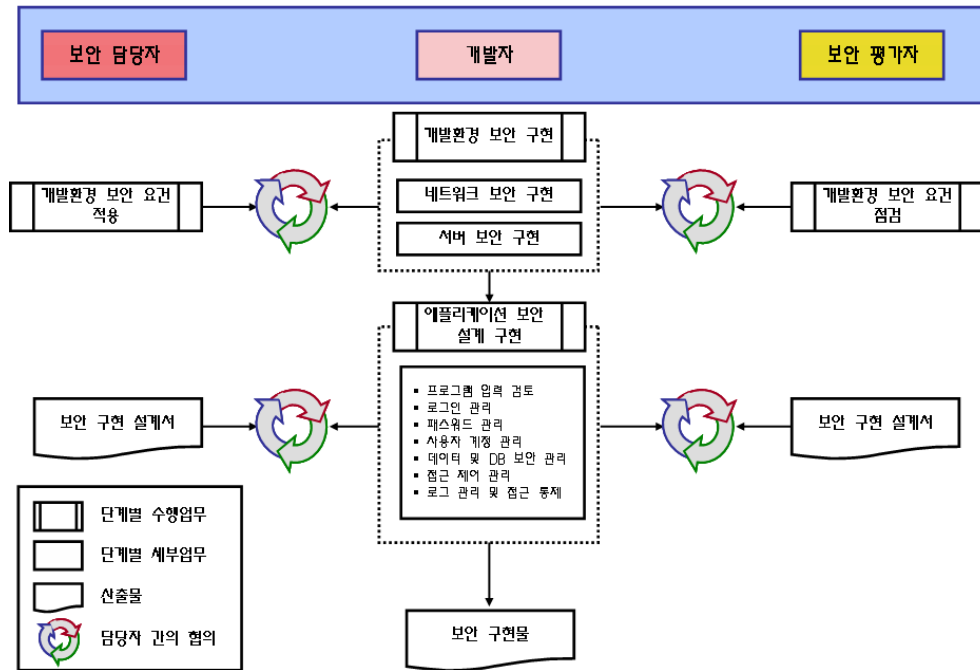 보안 담당자
개발자
보안 평가자
개발환경 보안 구현
네트워크 보안 구현
서버 보안 구현
개발환경 보안 요건
적용
개발환경 보안 요건
점검
애플리케이션 보안
설계 구현
▪ 프로그램 입력 검토
▪ 로그인 관리
▪ 패스워드 관리
▪ 사용자 계정 관리
▪ 데이터 및 DB 보안 관리
▪ 접근 제어 관리
▪ 로그 관리 및 접근 통제
보안 구현 설계서
보안 구현 설계서
단계별 수행업무
단계별 세부업무
산출물
담당자 간의 협의
보안 구현물